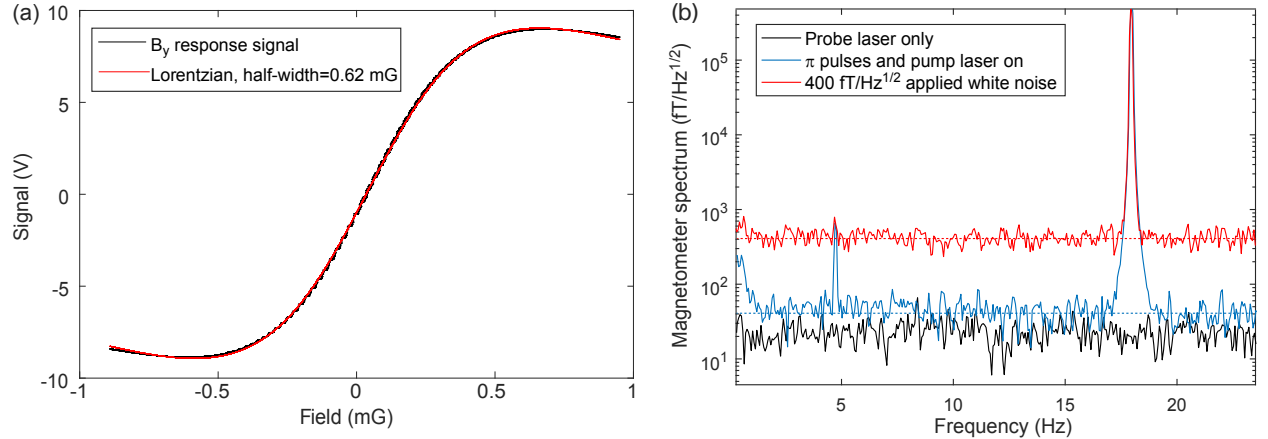 (a)
10
5
0
-5
-10
Signal (V)
-1
-0.5
0
0.5
1
Field (mG)
B_y response signal
Lorentzian, half-width=0.62 mG
(b)
10^5
10^4
10^3
10^2
10^1
Magnetometer spectrum (fT/Hz^{1/2})
5
10
15
20
Frequency (Hz)
Probe laser only
π pulses and pump laser on
400 fT/Hz^{1/2} applied white noise